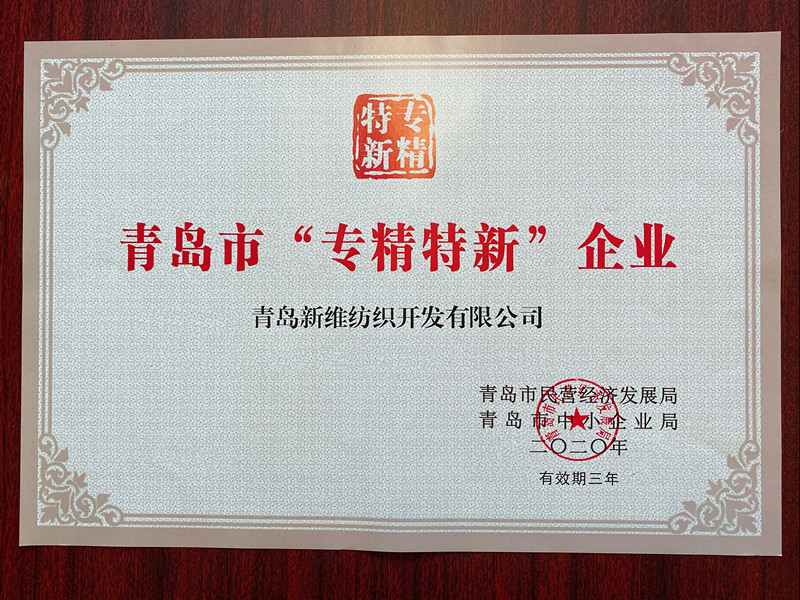 专精
特新
青岛市“专精特新”企业
青岛新维纺织开发有限公司
青岛市民营经济发展局
青岛市中小企业局
二〇二〇年
有效期三年